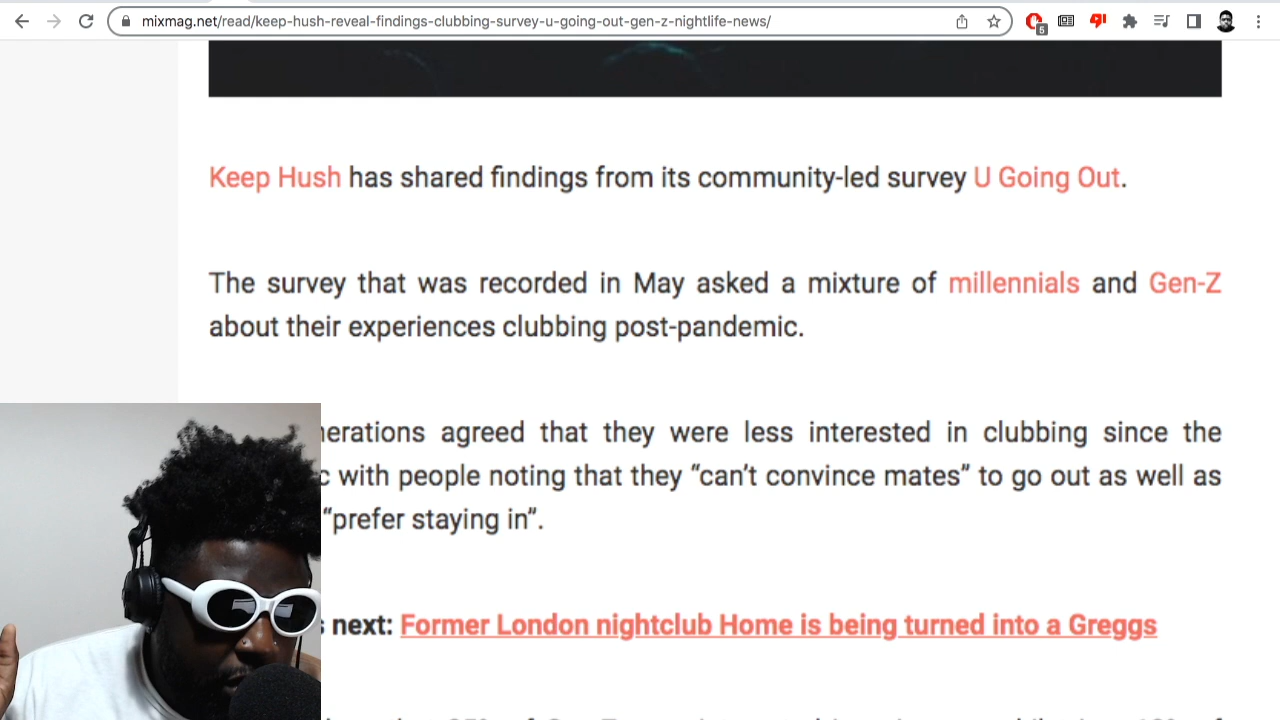 mixmag.net/read/keep-hush-reveal-findings-clubbing-survey-u-going-out-gen-z-nightlife-news/
5
Keep Hush has shared findings from its community-led survey U Going Out.
The survey that was recorded in May asked a mixture of millennials and Gen-Z
about their experiences clubbing post-pandemic.
nerations agreed that they were less interested in clubbing since the
c with people noting that they “can’t convince mates” to go out as well as
“prefer staying in”.
next: Former London nightclub Home is being turned into a Greggs